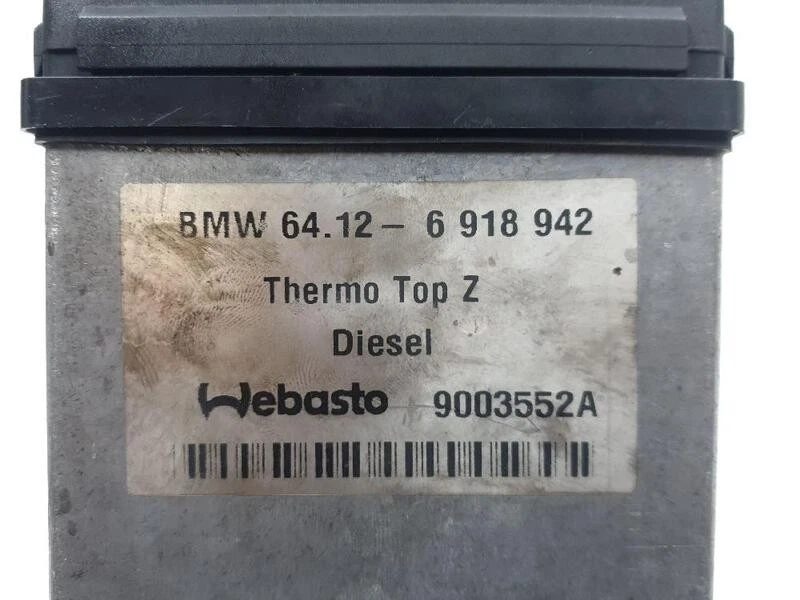 BMW 64.12 - 6 918 942
Thermo Top Z
Diesel
Webasto 9003552A